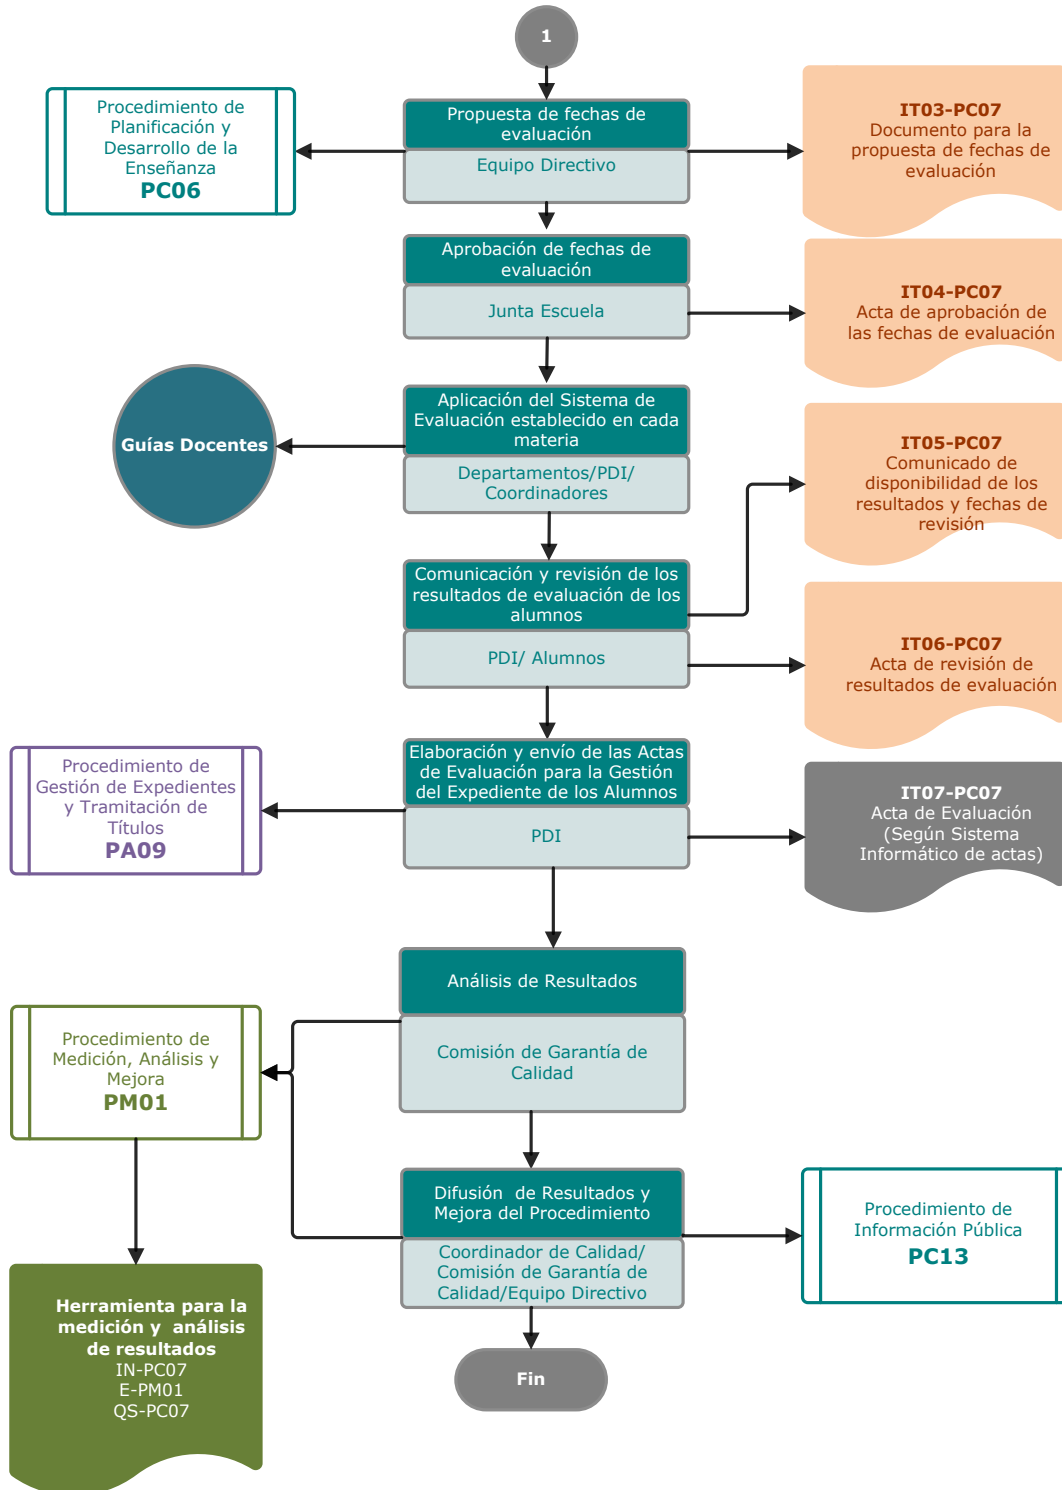 1
Procedimiento de
Planificación y
Desarrollo de la
Enseñanza
PC06
Propuesta de fechas de
evaluación
Equipo Directivo
IT03-PC07
Documento para la
propuesta de fechas de
evaluación
Aprobación de fechas de
evaluación
Junta Escuela
IT04-PC07
Acta de aprobación de
las fechas de evaluación
Guías Docentes
Aplicación del Sistema de
Evaluación establecido en cada
materia
Departamentos/PDI/
Coordinadores
IT05-PC07
Comunicado de
disponibilidad de los
resultados y fechas de
revisión
Comunicación y revisión de los
resultados de evaluación de los
alumnos
PDI/ Alumnos
IT06-PC07
Acta de revisión de
resultados de evaluación
Procedimiento de
Gestión de Expedientes
y Tramitación de
Títulos
PA09
Elaboración y envío de las Actas
de Evaluación para la Gestión
del Expediente de los Alumnos
PDI
IT07-PC07
Acta de Evaluación
(Según Sistema
Informático de actas)
Análisis de Resultados
Comisión de Garantía de
Calidad
Procedimiento de
Medición, Análisis y
Mejora
PM01
Difusión  de Resultados y
Mejora del Procedimiento
Coordinador de Calidad/
Comisión de Garantía de
Calidad/Equipo Directivo
Procedimiento de
Información Pública
PC13
Herramienta para la
medición y  análisis
de resultados
IN-PC07
E-PM01
QS-PC07
Fin